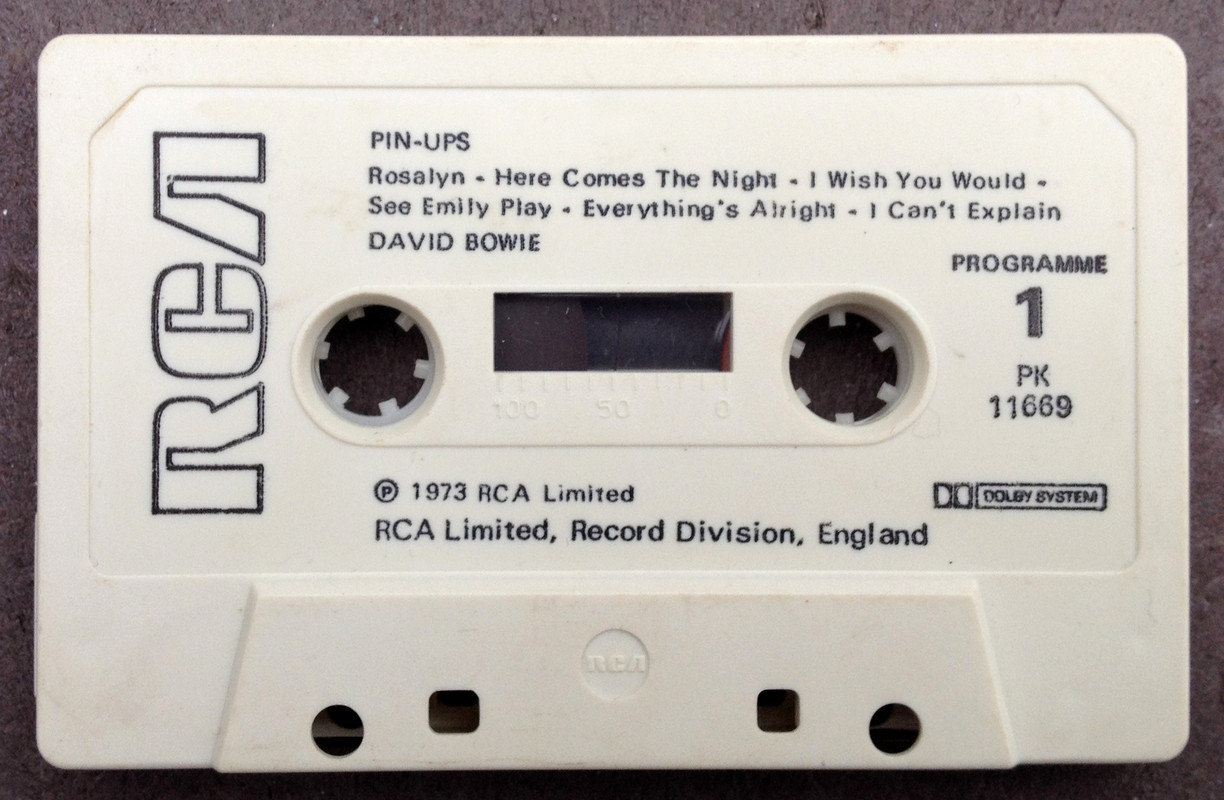 RCA
PIN-UPS
Rosalyn - Here Comes The Night - I Wish You Would -
See Emily Play - Everything's Alright - I Can't Explain
DAVID BOWIE
PROGRAMME
1
PK
11669
100 50 0
℗ 1973 RCA Limited
DOLBY SYSTEM
RCA Limited, Record Division, England
RCA